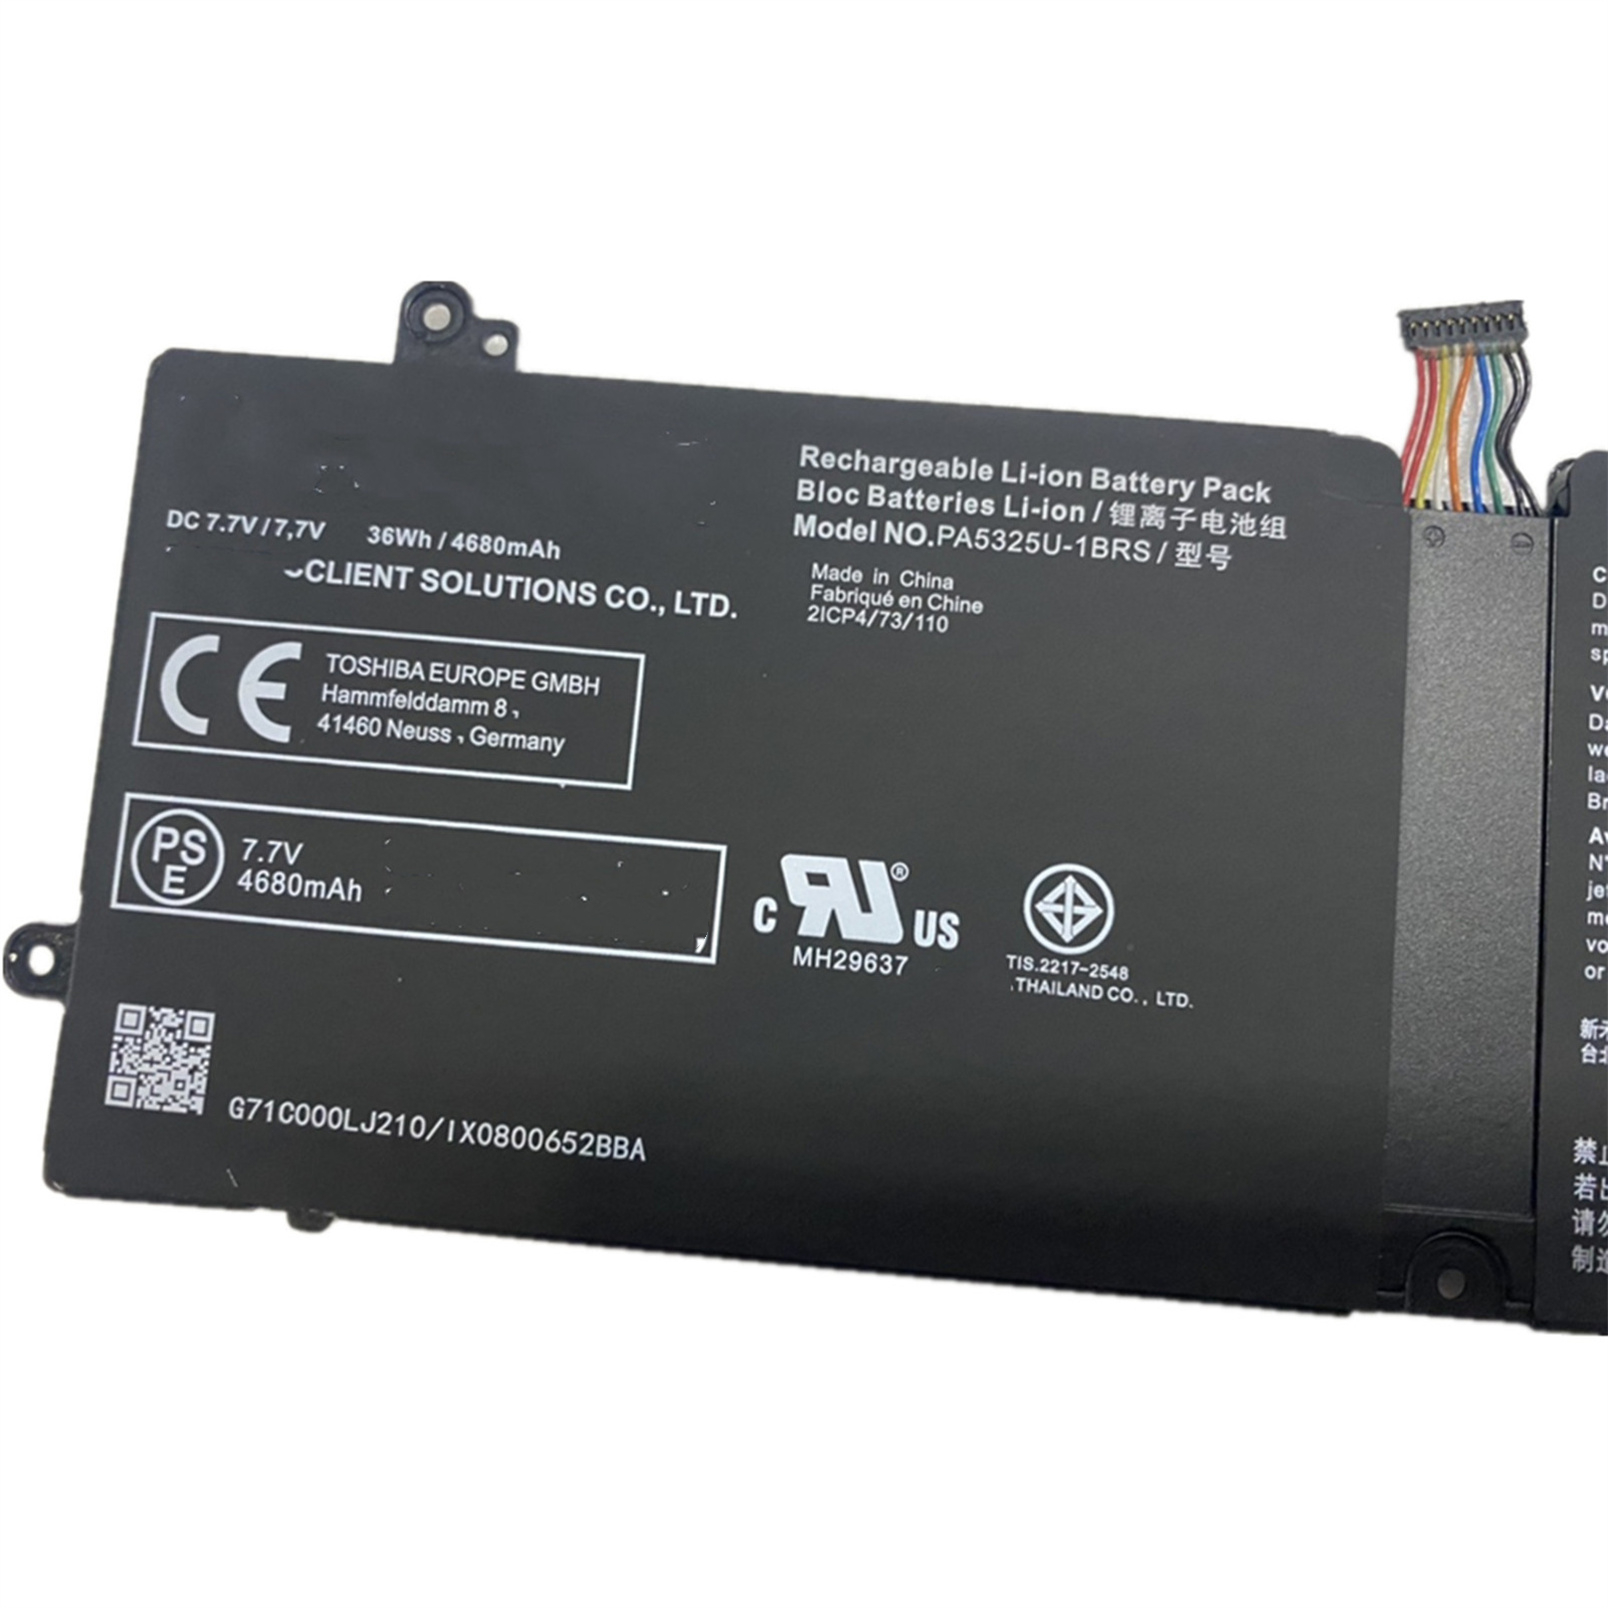 Rechargeable Li-ion Battery Pack
Bloc Batteries Li-ion / 锂离子电池组
Model NO.PA5325U-1BRS / 型号
DC 7.7V / 7,7V 36Wh / 4680mAh
CLIENT SOLUTIONS CO., LTD.
Made in China
Fabriqué en Chine
2ICP4/73/110
CE
TOSHIBA EUROPE GMBH
Hammfelddamm 8,
41460 Neuss, Germany
PS
E
7.7V
4680mAh
C RU® US
MH29637
TIS.2217-2548
.THAILAND CO., LTD.
G71C000LJ210/IX0800652BBA
or